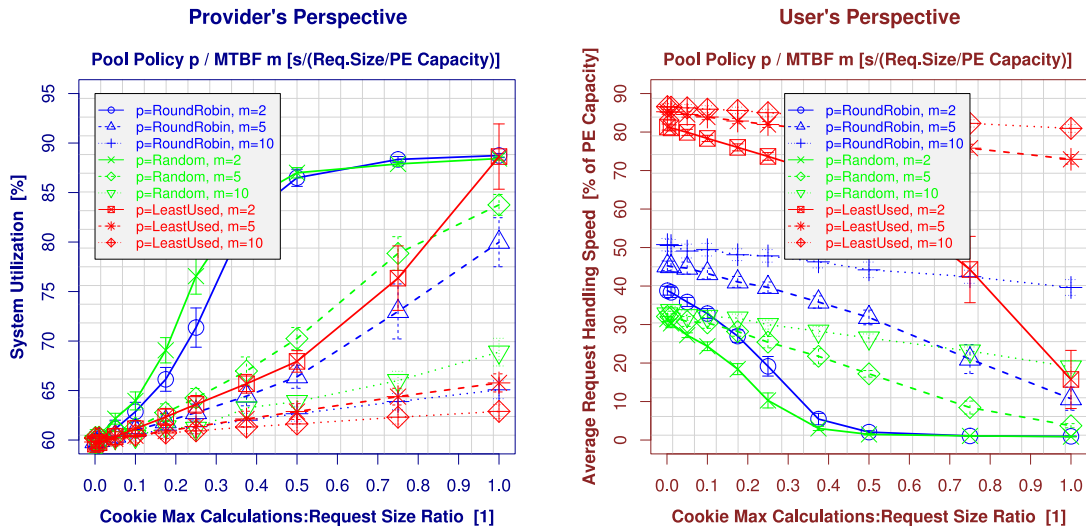 Provider's Perspective
Pool Policy p / MTBF m [s/(Req.Size/PE Capacity)]
System Utilization [%]
95
90
85
80
75
70
65
60
p=RoundRobin, m=2
p=RoundRobin, m=5
p=RoundRobin, m=10
p=Random, m=2
p=Random, m=5
p=Random, m=10
p=LeastUsed, m=2
p=LeastUsed, m=5
p=LeastUsed, m=10
0.0 0.1 0.2 0.3 0.4 0.5 0.6 0.7 0.8 0.9 1.0
Cookie Max Calculations:Request Size Ratio [1]
User's Perspective
Pool Policy p / MTBF m [s/(Req.Size/PE Capacity)]
Average Request Handling Speed [% of PE Capacity]
90
80
70
60
50
40
30
20
10
0
p=RoundRobin, m=2
p=RoundRobin, m=5
p=RoundRobin, m=10
p=Random, m=2
p=Random, m=5
p=Random, m=10
p=LeastUsed, m=2
p=LeastUsed, m=5
p=LeastUsed, m=10
0.0 0.1 0.2 0.3 0.4 0.5 0.6 0.7 0.8 0.9 1.0
Cookie Max Calculations:Request Size Ratio [1]